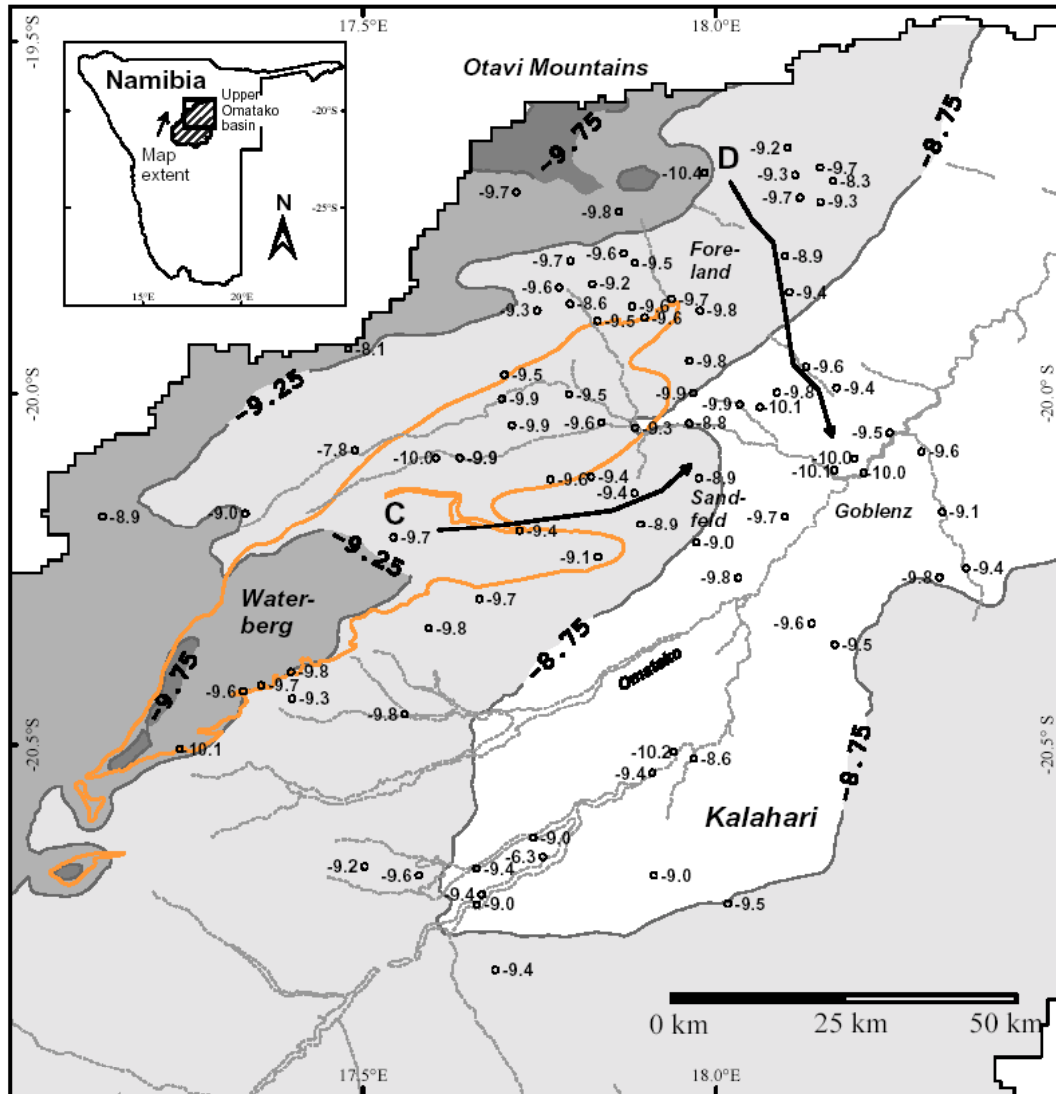 17.5°E
18.0°E
-19.5°S
Otavi Mountains
Namibia
Upper
Omatako
basin
-20°S
Map
extent
-25°S
N
15°E
20°E
-9.75
-8.75
-8.75
D
-9.2
-9.7
-9.3
-8.3
-10.4
-9.7
-9.7
-9.3
-9.8
Fore-
land
-9.6
-9.7
-9.5
-8.9
-9.6
-9.2
-9.4
-8.6
-9.6
-9.7
-9.3
-9.5
-9.6
-9.8
-8.1
-9.25
-9.8
-9.6
-9.5
-9.4
-20.0°S
-20.0°S
-9.9
-9.5
-9.9
-9.8
-9.9
-10.1
-9.9
-9.6
-9.3
-8.8
-9.5
-7.8
-10.0
-9.9
-10.0
-9.6
-10.1
-10.0
-9.6
-9.4
-8.9
-9.4
Sand-
feld
Goblenz
-8.9
-9.0
C
-8.9
-9.7
-9.1
-9.7
-9.4
-9.0
-9.25
-9.1
-9.4
-9.8
-9.8
Water-
berg
-9.7
-9.8
-9.6
-8.75
-9.5
-9.75
-9.8
-9.7
-9.6
-9.3
Omatako
-9.8
-10.1
-20.5°S
-20.5°S
-8.75
-10.2
-8.6
-9.4
Kalahari
-9.0
-6.3
-9.2
-9.4
-9.6
-9.0
-9.4
-9.0
-9.5
-9.4
0 km
25 km
50 km
17.5°E
18.0°E